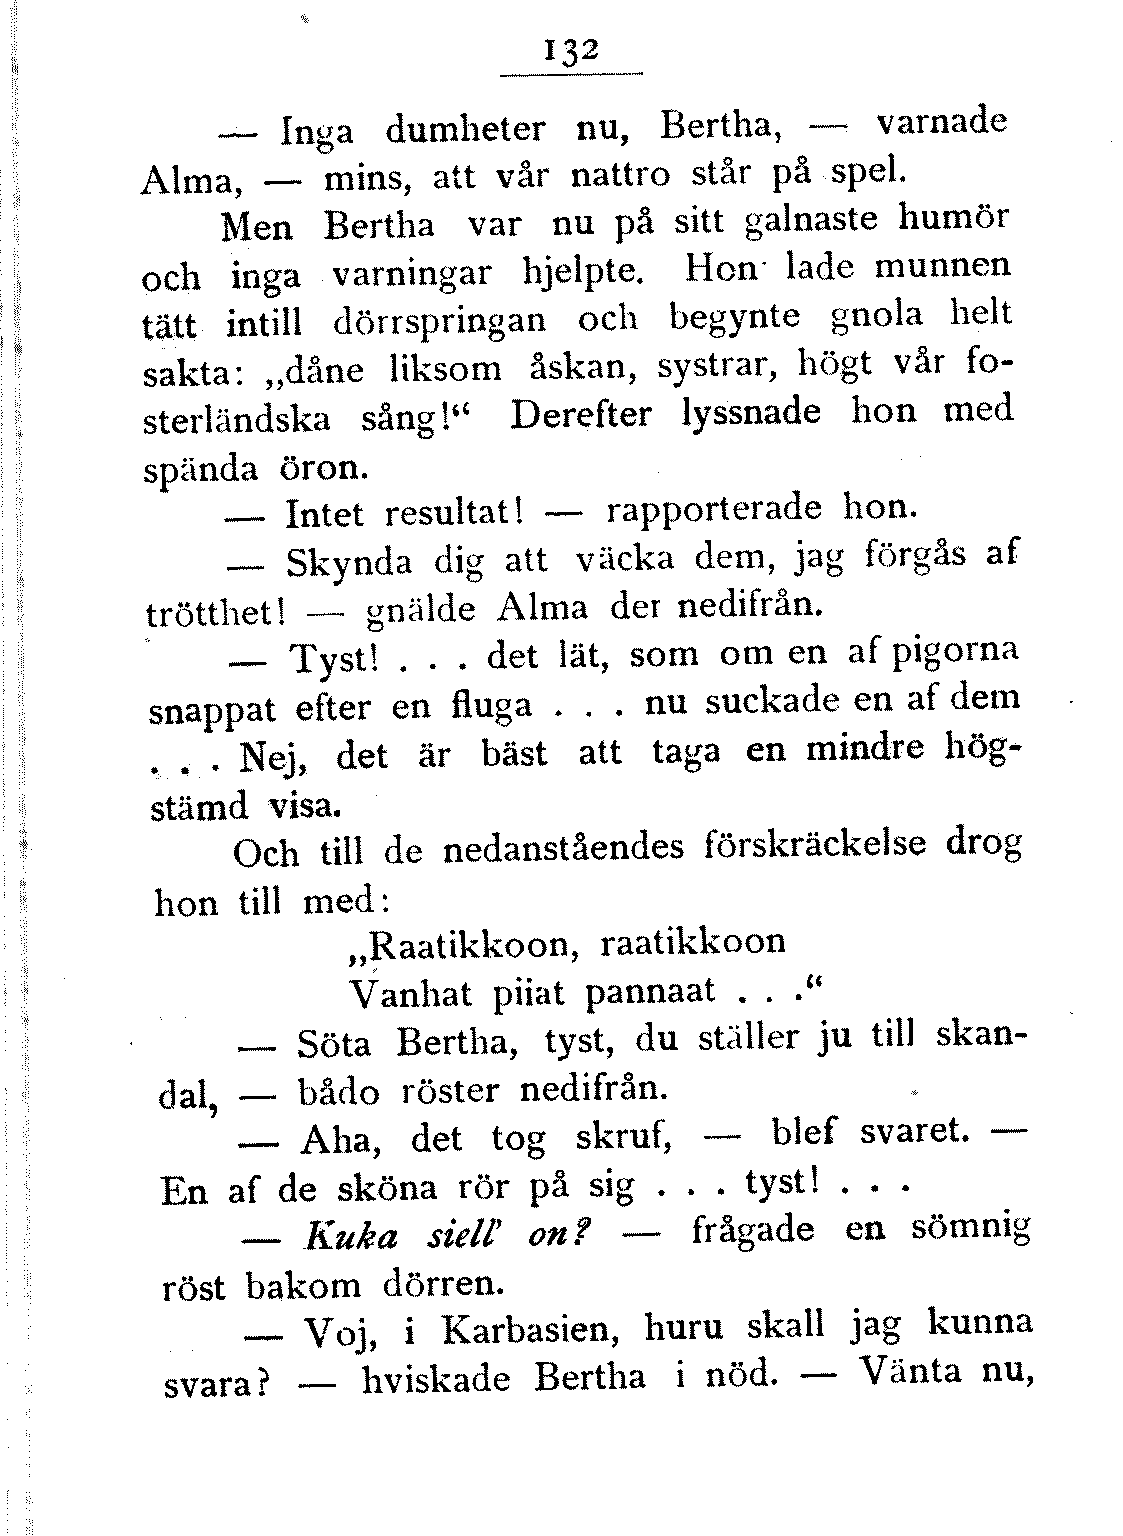 132
— Inga dumheter nu, Bertha, — varnade
Alma, — mins, att vår nattro står på spel.
Men Bertha var nu på sitt galnaste humör
och inga varningar hjelpte. Hon lade munnen
tätt intill dörrspringan och begynte gnola helt
sakta: „dåne liksom åskan, systrar, högt vår fo-
sterländska sång!“ Derefter lyssnade hon med
spända öron.
— Intet resultat! — rapporterade hon.
— Skynda dig att väcka dem, jag förgås af
trötthet! — gnälde Alma der nedifrån.
— Tyst! . . . det lät, som om en af pigorna
snappat efter en fluga . . . nu suckade en af dem
. . . Nej, det är bäst att taga en mindre hög-
stämd visa.
Och till de nedanståendes förskräckelse drog
hon till med:
„Raatikkoon, raatikkoon
Vanhat piiat pannaat . . .“
— Söta Bertha, tyst, du ställer ju till skan-
dal, — bådo röster nedifrån.
— Aha, det tog skruf, — blef svaret. —
En af de sköna rör på sig . . . tyst! . . .
— Kuka siell' on? — frågade en sömnig
röst bakom dörren.
— Voj, i Karbasien, huru skall jag kunna
svara? — hviskade Bertha i nöd. — Vänta nu,